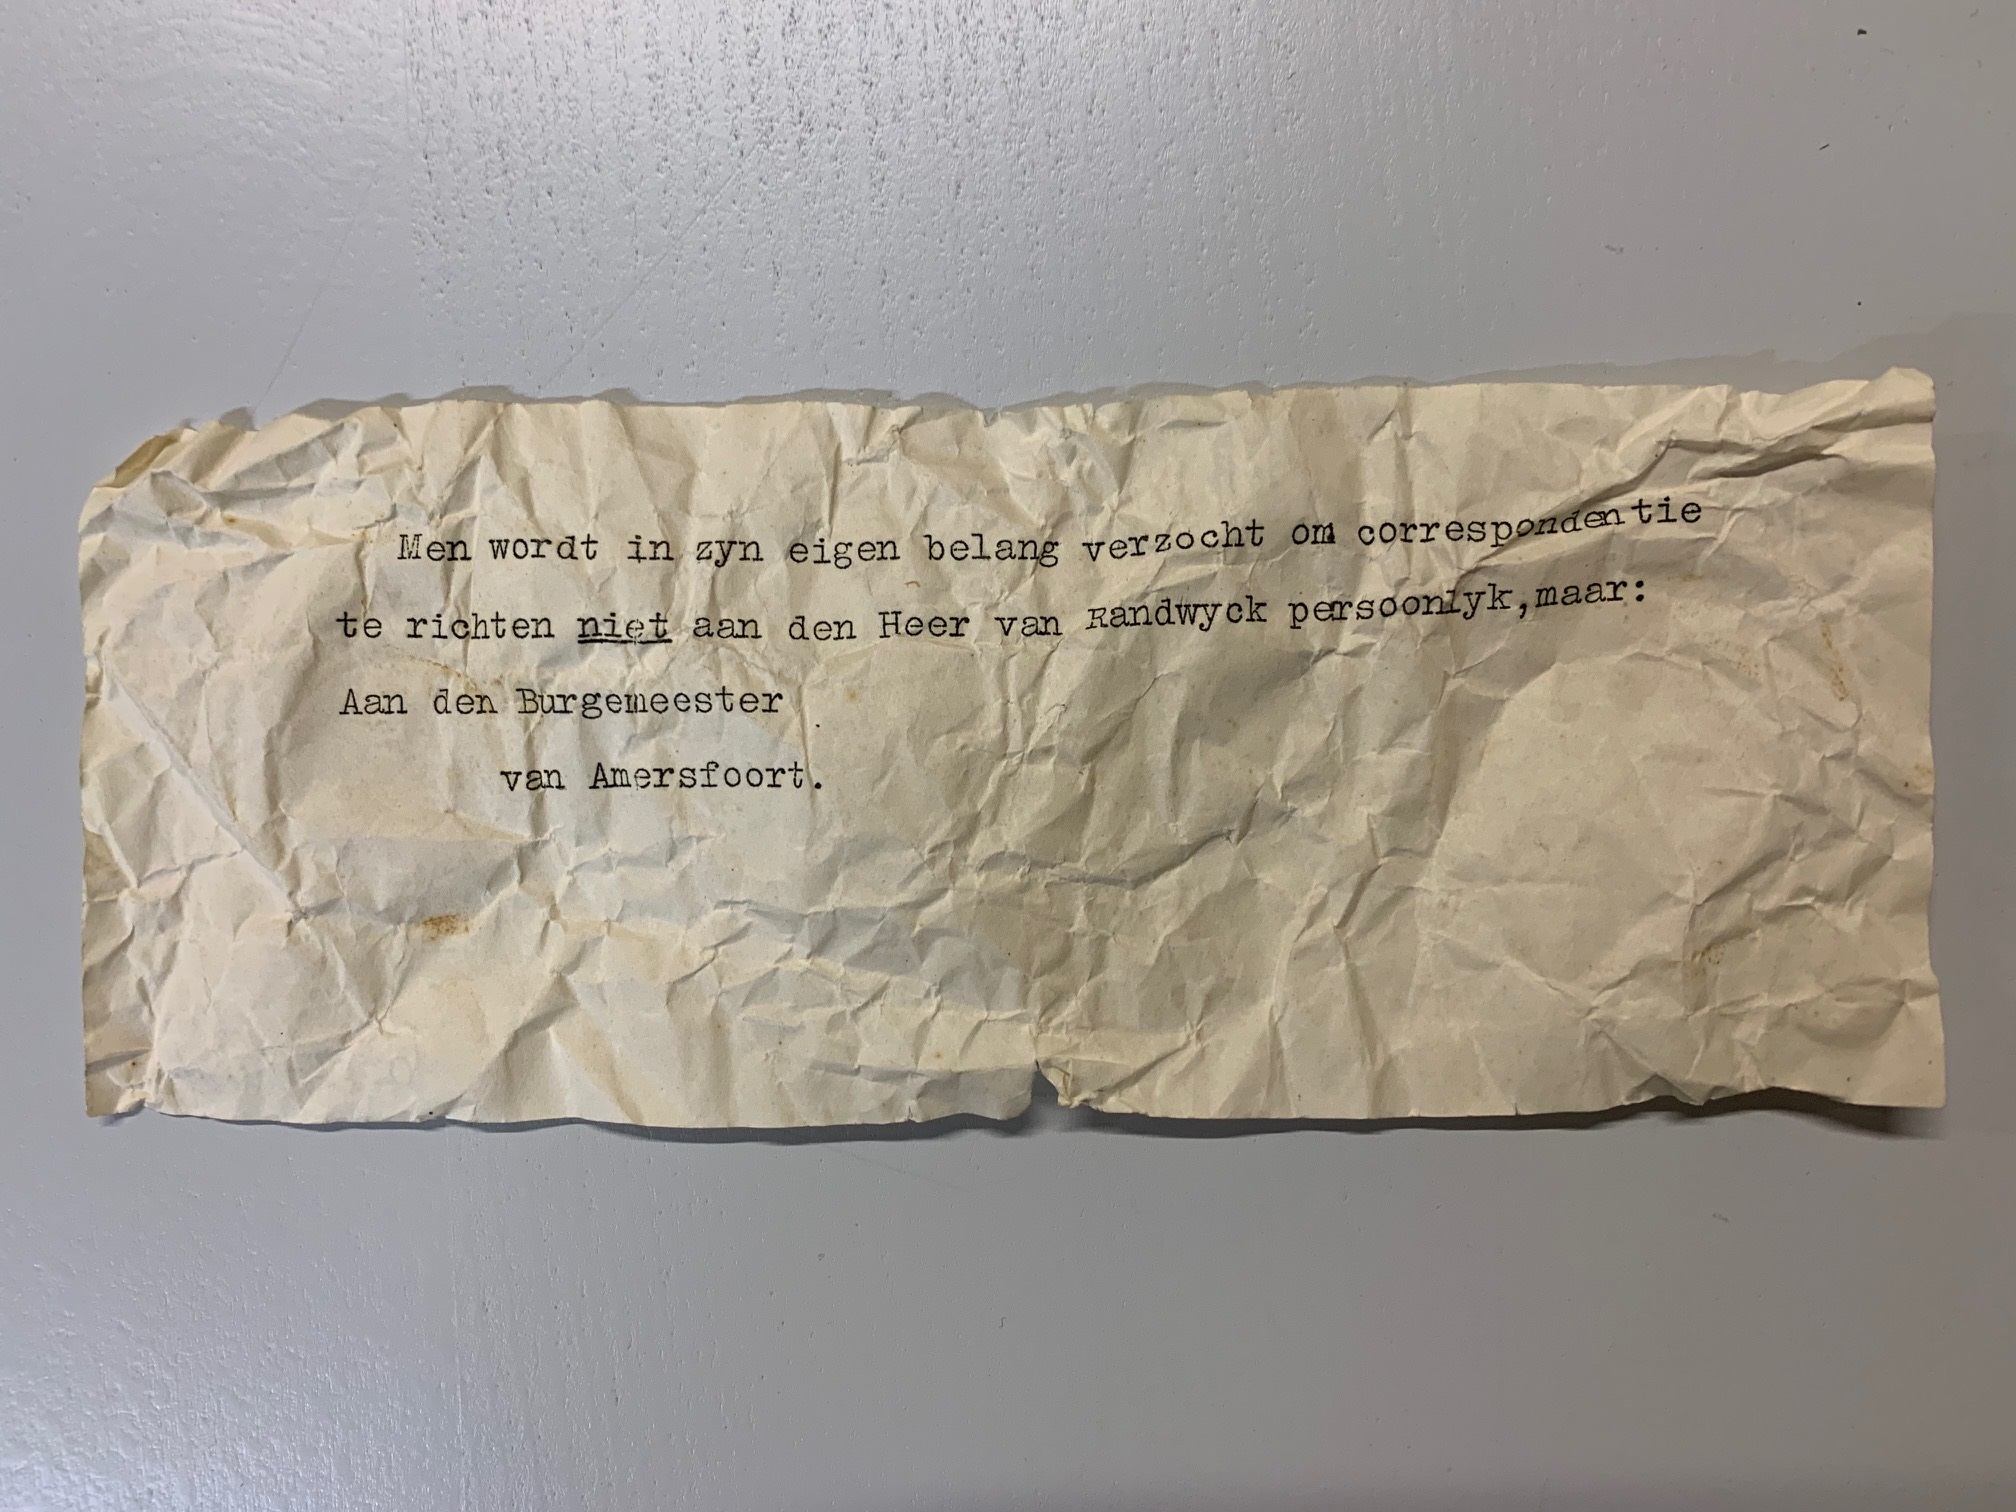 Men wordt in zyn eigen belang verzocht om correspondentie
te richten niet aan den Heer van Randwyck persoonlyk,maar:
Aan den Burgemeester
van Amersfoort.